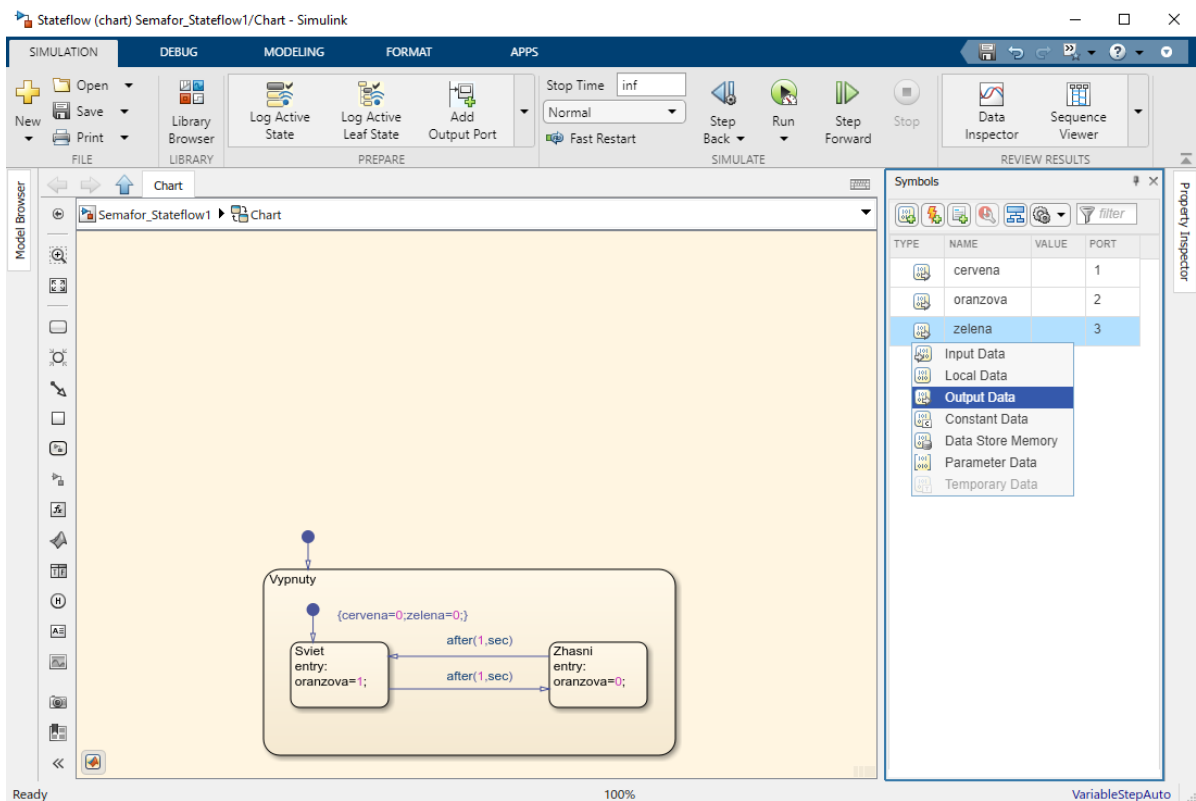 Stateflow (chart) Semafor_Stateflow1/Chart - Simulink
SIMULATION DEBUG MODELING FORMAT APPS
New
Open
Save
Print
FILE
Library Browser
LIBRARY
Log Active State
Log Active Leaf State
Add Output Port
PREPARE
Stop Time inf
Normal
Fast Restart
Step Back
Run
Step Forward
Stop
SIMULATE
Data Inspector
Sequence Viewer
REVIEW RESULTS
Model Browser
Chart
Semafor_Stateflow1 Chart
Vypnuty
{cervena=0;zelena=0;}
Sviet
entry:
oranzova=1;
after(1,sec)
after(1,sec)
Zhasni
entry:
oranzova=0;
Symbols
filter
TYPE NAME VALUE PORT
cervena 1
oranzova 2
zelena 3
Input Data
Local Data
Output Data
Constant Data
Data Store Memory
Parameter Data
Temporary Data
Property Inspector
Ready 100% VariableStepAuto